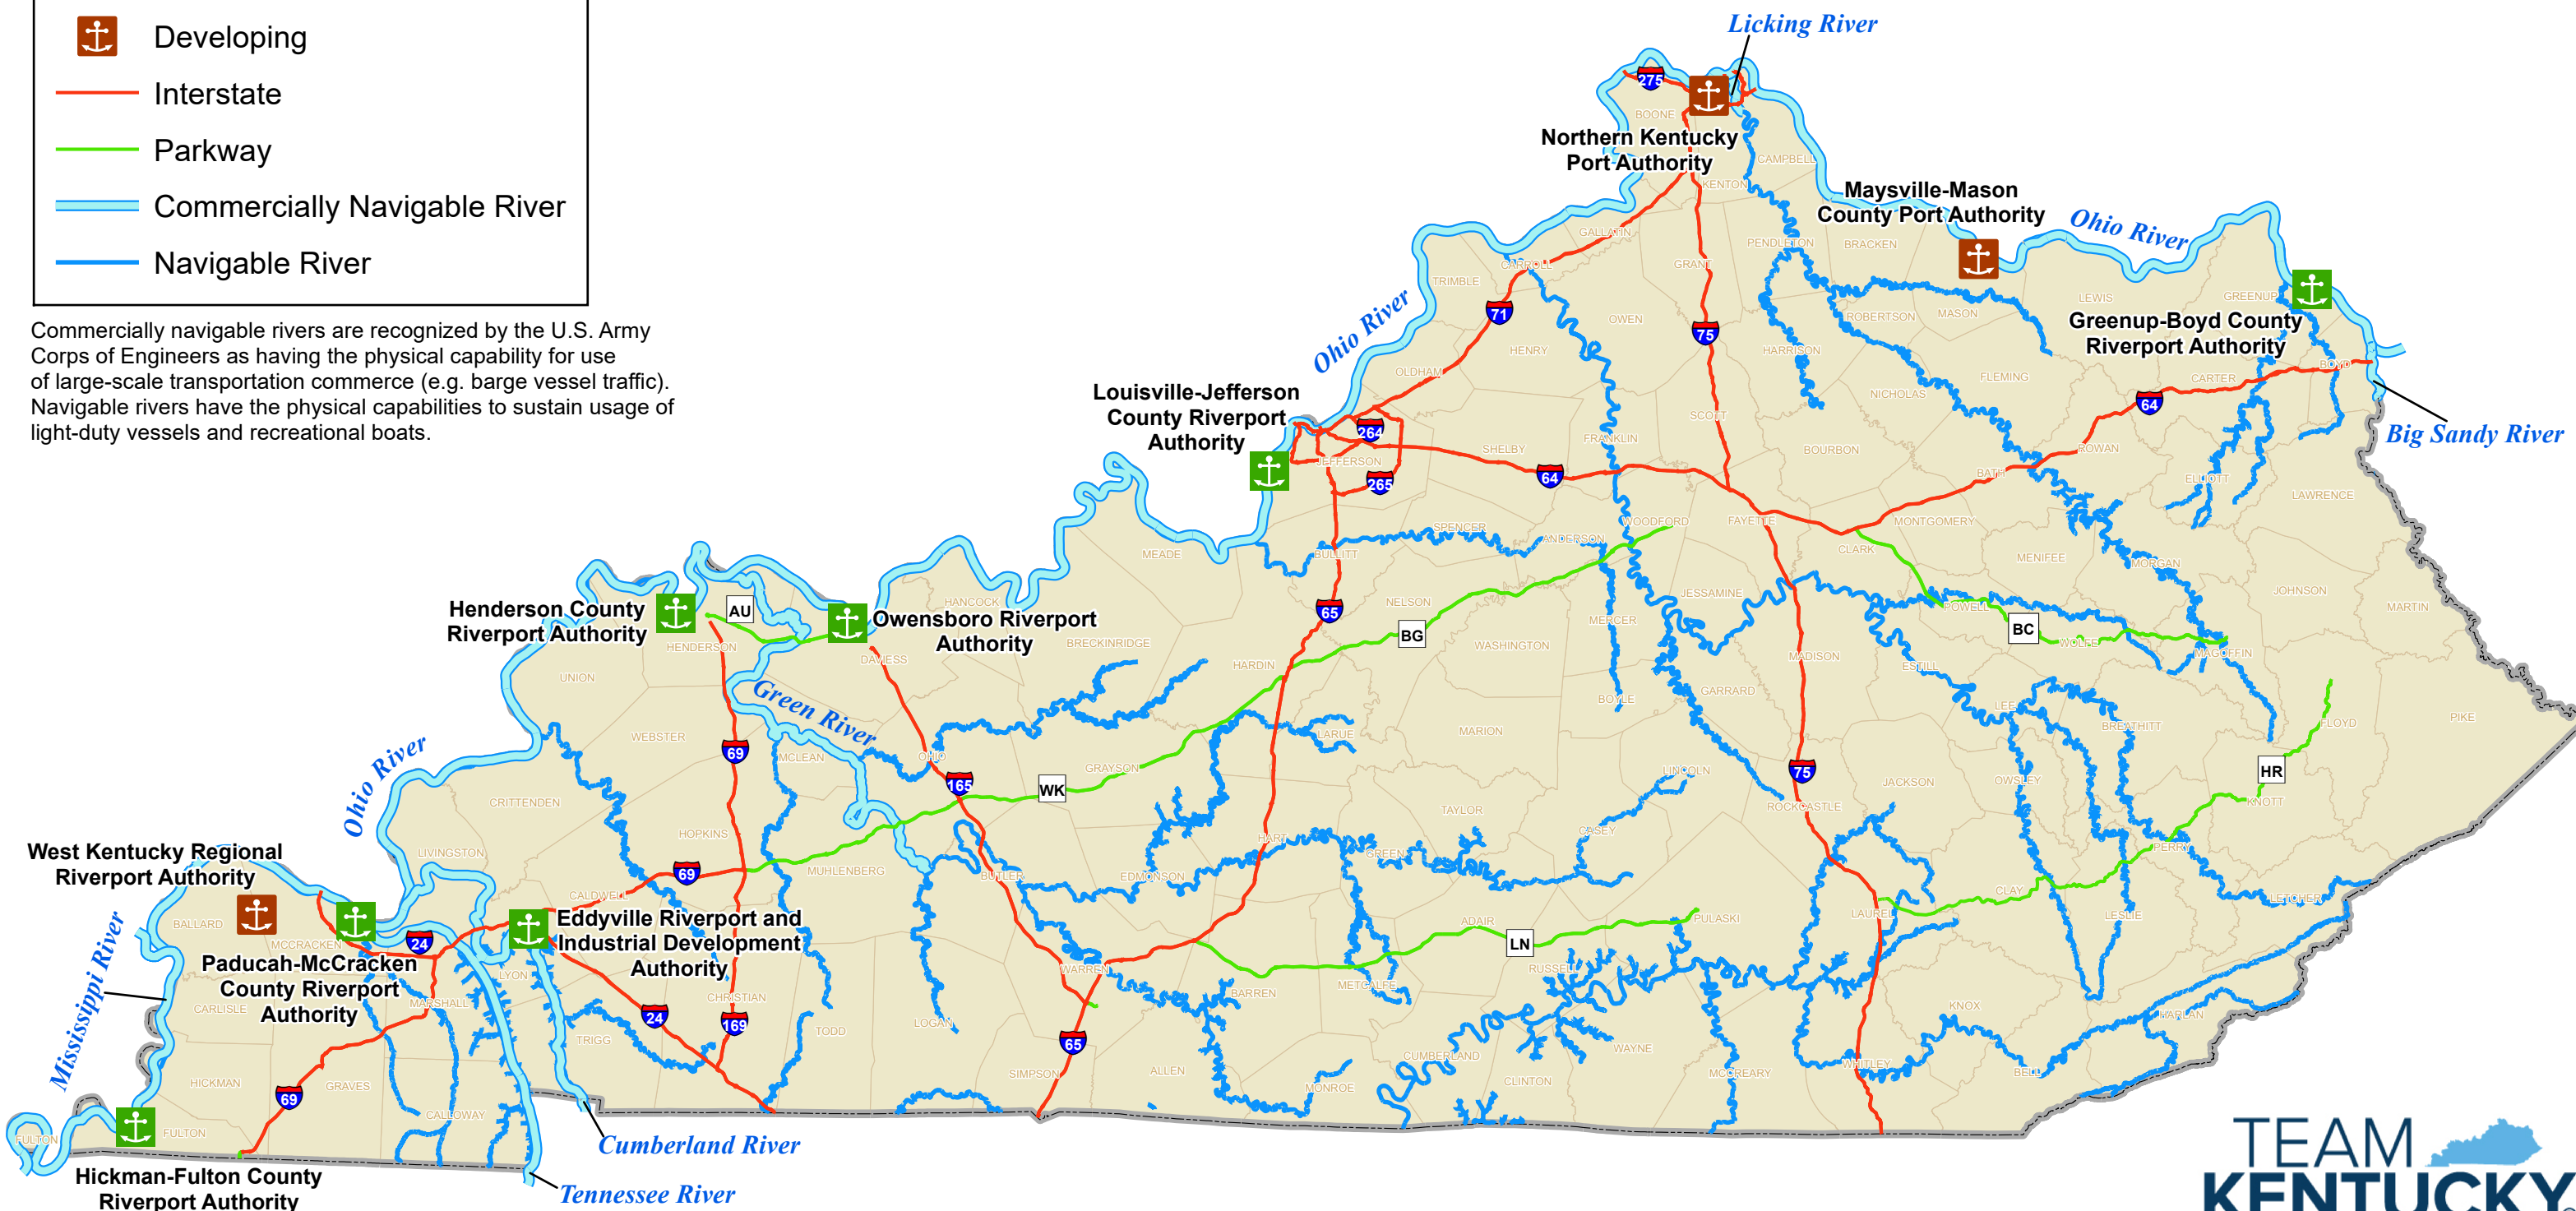 Developing
Interstate
Parkway
Commercially Navigable River
Navigable River
Commercially navigable rivers are recognized by the U.S. Army
Corps of Engineers as having the physical capability for use
of large-scale transportation commerce (e.g. barge vessel traffic).
Navigable rivers have the physical capabilities to sustain usage of
light-duty vessels and recreational boats.
Licking River
275
BOONE
Northern Kentucky
Port Authority
CAMPBELL
KENTON
Maysville-Mason
County Port Authority
Ohio River
GALLATIN
PENDLETON
BRACKEN
CARROLL
GRANT
TRIMBLE
LEWIS
GREENUP
71
OWEN
75
ROBERTSON
MASON
Greenup-Boyd County
Riverport Authority
Ohio River
HENRY
HARRISON
BOYD
OLDHAM
FLEMING
CARTER
NICHOLAS
64
Louisville-Jefferson
County Riverport
Authority
264
SCOTT
Big Sandy River
SHELBY
FRANKLIN
BOURBON
ROWAN
JEFFERSON
265
64
BATH
ELLIOTT
LAWRENCE
SPENCER
WOODFORD
FAYETTE
MONTGOMERY
MEADE
BULLITT
ANDERSON
CLARK
MENIFEE
MORGAN
JOHNSON
MARTIN
HANCOCK
NELSON
JESSAMINE
POWELL
Henderson County
Riverport Authority
AU
Owensboro Riverport
Authority
65
BG
MERCER
BC
HENDERSON
DAVIESS
BRECKINRIDGE
HARDIN
WASHINGTON
MADISON
WOLFE
MAGOFFIN
UNION
ESTILL
Green River
GARRARD
BOYLE
LEE
BREATHITT
FLOYD
PIKE
WEBSTER
69
MCLEAN
OHIO
LARUE
MARION
Ohio River
GRAYSON
165
WK
LINCOLN
75
JACKSON
OWSLEY
HR
KNOTT
CRITTENDEN
TAYLOR
ROCKCASTLE
HOPKINS
HART
CASEY
PERRY
West Kentucky Regional
Riverport Authority
LIVINGSTON
GREEN
69
MUHLENBERG
BUTLER
EDMONSON
CALDWELL
CLAY
LETCHER
BALLARD
Eddyville Riverport and
Industrial Development
Authority
ADAIR
PULASKI
LAUREL
LESLIE
MCCRACKEN
24
LN
Mississippi River
Paducah-McCracken
County Riverport
Authority
LYON
WARREN
RUSSELL
METCALFE
BARREN
CARLISLE
MARSHALL
CHRISTIAN
KNOX
HARLAN
24
169
TODD
LOGAN
TRIGG
65
WAYNE
CUMBERLAND
WHITLEY
HICKMAN
GRAVES
SIMPSON
ALLEN
MONROE
CLINTON
MCCREARY
BELL
69
CALLOWAY
FULTON
FULTON
Cumberland River
Hickman-Fulton County
Riverport Authority
Tennessee River
TEAM
KENTUCKY